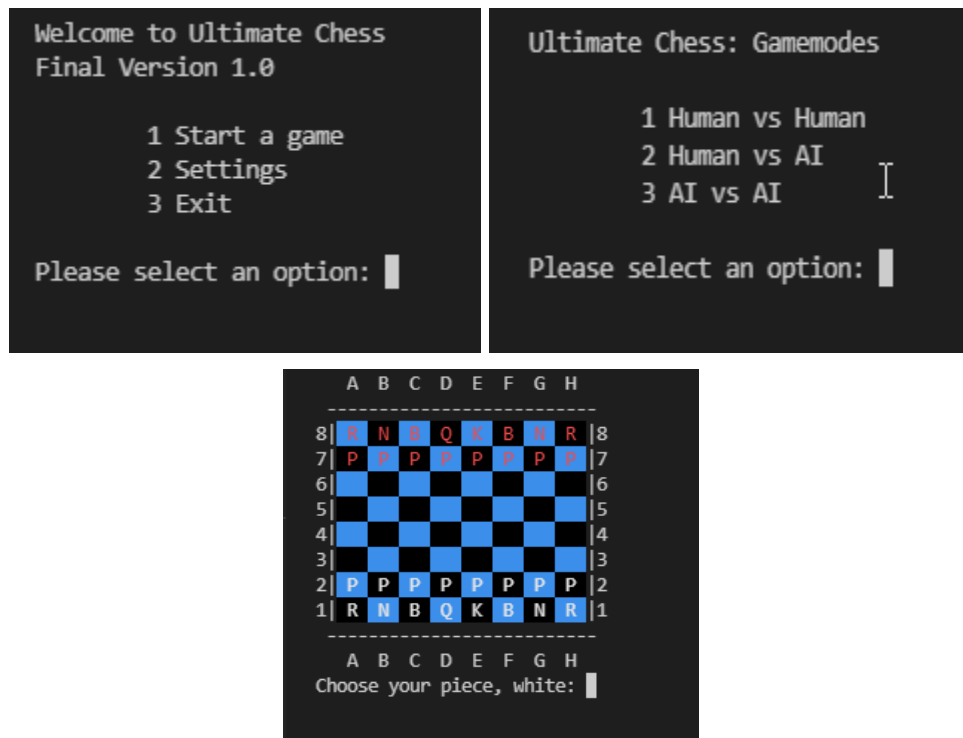 Welcome to Ultimate Chess
Final Version 1.0
1 Start a game
2 Settings
3 Exit
Please select an option:
Ultimate Chess: Gamemodes
1 Human vs Human
2 Human vs AI
3 AI vs AI
Please select an option:
A B C D E F G H
--------------------------
8| R N B Q K B N R |8
7| P P P P P P P P |7
6| |6
5| |5
4| |4
3| |3
2| P P P P P P P P |2
1| R N B Q K B N R |1
--------------------------
A B C D E F G H
Choose your piece, white: